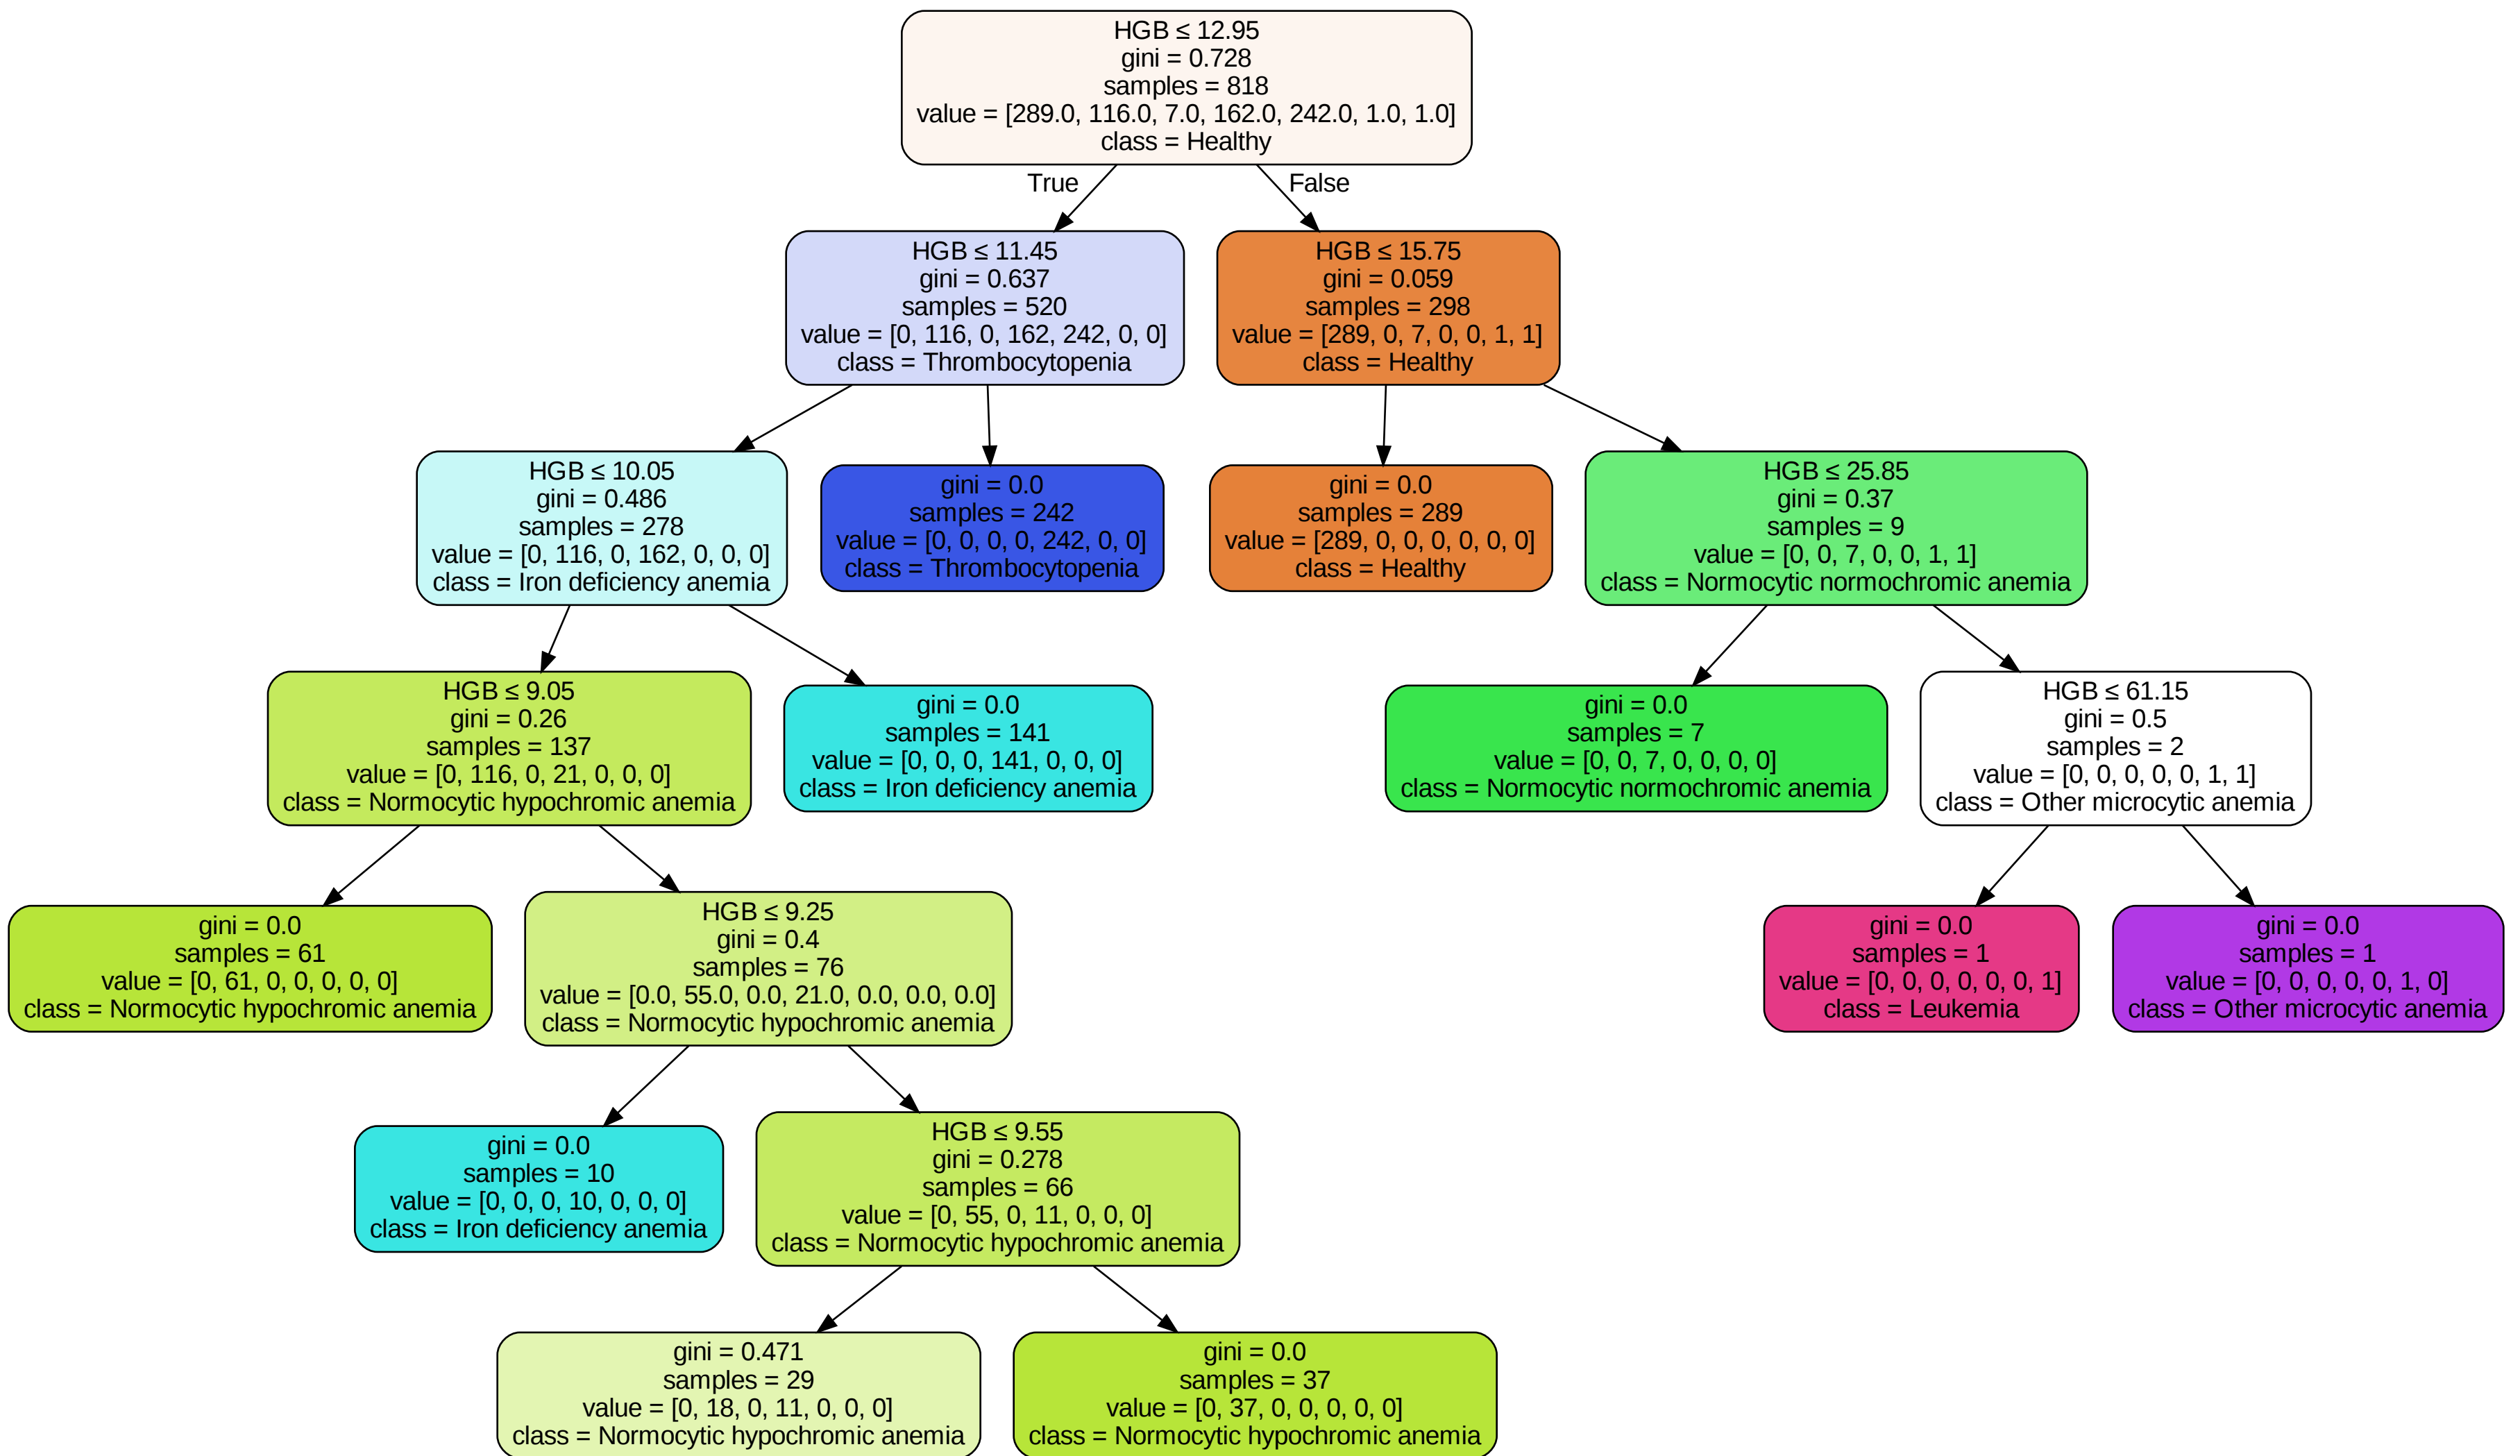 HGB ≤ 12.95
gini = 0.728
samples = 818
value = [289.0, 116.0, 7.0, 162.0, 242.0, 1.0, 1.0]
class = Healthy
True
False
HGB ≤ 11.45
gini = 0.637
samples = 520
value = [0, 116, 0, 162, 242, 0, 0]
class = Thrombocytopenia
HGB ≤ 15.75
gini = 0.059
samples = 298
value = [289, 0, 7, 0, 0, 1, 1]
class = Healthy
HGB ≤ 10.05
gini = 0.486
samples = 278
value = [0, 116, 0, 162, 0, 0, 0]
class = Iron deficiency anemia
gini = 0.0
samples = 242
value = [0, 0, 0, 0, 242, 0, 0]
class = Thrombocytopenia
gini = 0.0
samples = 289
value = [289, 0, 0, 0, 0, 0, 0]
class = Healthy
HGB ≤ 25.85
gini = 0.37
samples = 9
value = [0, 0, 7, 0, 0, 1, 1]
class = Normocytic normochromic anemia
HGB ≤ 9.05
gini = 0.26
samples = 137
value = [0, 116, 0, 21, 0, 0, 0]
class = Normocytic hypochromic anemia
gini = 0.0
samples = 141
value = [0, 0, 0, 141, 0, 0, 0]
class = Iron deficiency anemia
gini = 0.0
samples = 7
value = [0, 0, 7, 0, 0, 0, 0]
class = Normocytic normochromic anemia
HGB ≤ 61.15
gini = 0.5
samples = 2
value = [0, 0, 0, 0, 0, 1, 1]
class = Other microcytic anemia
gini = 0.0
samples = 61
value = [0, 61, 0, 0, 0, 0, 0]
class = Normocytic hypochromic anemia
HGB ≤ 9.25
gini = 0.4
samples = 76
value = [0.0, 55.0, 0.0, 21.0, 0.0, 0.0, 0.0]
class = Normocytic hypochromic anemia
gini = 0.0
samples = 1
value = [0, 0, 0, 0, 0, 0, 1]
class = Leukemia
gini = 0.0
samples = 1
value = [0, 0, 0, 0, 0, 1, 0]
class = Other microcytic anemia
gini = 0.0
samples = 10
value = [0, 0, 0, 10, 0, 0, 0]
class = Iron deficiency anemia
HGB ≤ 9.55
gini = 0.278
samples = 66
value = [0, 55, 0, 11, 0, 0, 0]
class = Normocytic hypochromic anemia
gini = 0.471
samples = 29
value = [0, 18, 0, 11, 0, 0, 0]
class = Normocytic hypochromic anemia
gini = 0.0
samples = 37
value = [0, 37, 0, 0, 0, 0, 0]
class = Normocytic hypochromic anemia